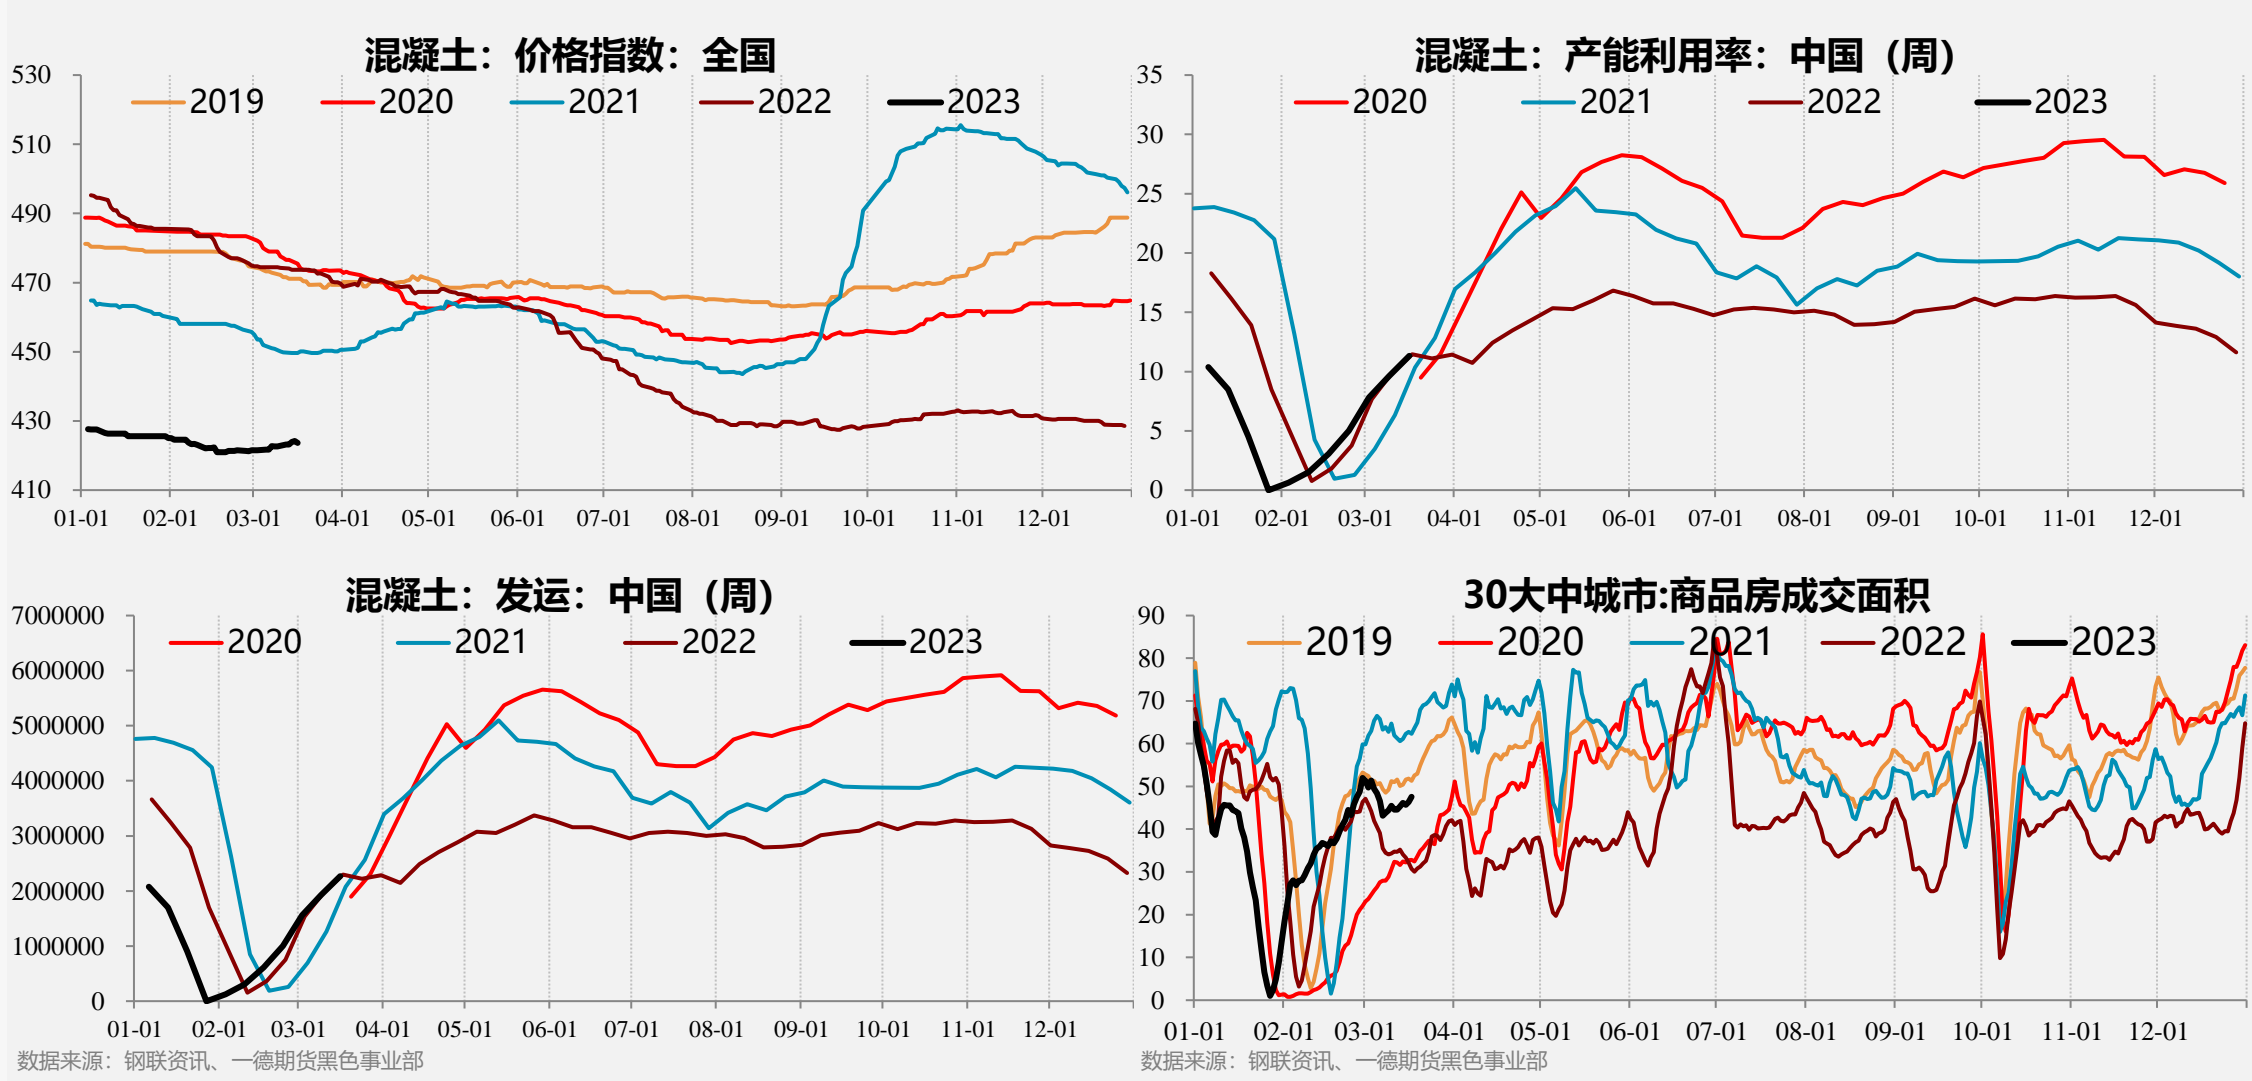 混凝土：价格指数：全国
2019 2020 2021 2022 2023
530
510
490
470
450
430
410
01-01 02-01 03-01 04-01 05-01 06-01 07-01 08-01 09-01 10-01 11-01 12-01
混凝土：产能利用率：中国（周）
2020 2021 2022 2023
35
30
25
20
15
10
5
0
01-01 02-01 03-01 04-01 05-01 06-01 07-01 08-01 09-01 10-01 11-01 12-01
混凝土：发运：中国（周）
2020 2021 2022 2023
7000000
6000000
5000000
4000000
3000000
2000000
1000000
0
01-01 02-01 03-01 04-01 05-01 06-01 07-01 08-01 09-01 10-01 11-01 12-01
数据来源：钢联资讯、一德期货黑色事业部
30大中城市:商品房成交面积
2019 2020 2021 2022 2023
90
80
70
60
50
40
30
20
10
0
01-01 02-01 03-01 04-01 05-01 06-01 07-01 08-01 09-01 10-01 11-01 12-01
数据来源：钢联资讯、一德期货黑色事业部